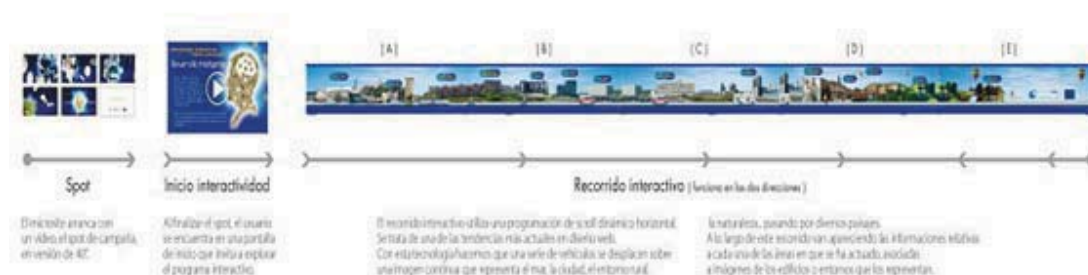 [A]
[B]
[C]
[D]
[E]
Spot
Inicio interactividad
Recorrido interactivo ( funciona en las dos direcciones )
El microsite arranca con
un vídeo, el spot de campaña,
en versión de 40".
Al finalizar el spot, el usuario
se encuentra en una pantalla
de inicio que invita a explorar
el programa interactivo.
El recorrido interactivo utiliza una programación de scroll dinámico horizontal.
Se trata de una de las tendencias más actuales en diseño web.
Con esta tecnología hacemos que una serie de vehículos se desplacen sobre
una imagen continua que representa el mar, la ciudad, el entorno rural,
la naturaleza, pasando por diversos paisajes.
A lo largo de este recorrido van apareciendo las informaciones relativas
a cada una de las áreas en que se ha actuado, asociadas
a imágenes de los edificios o entornos que los representan.